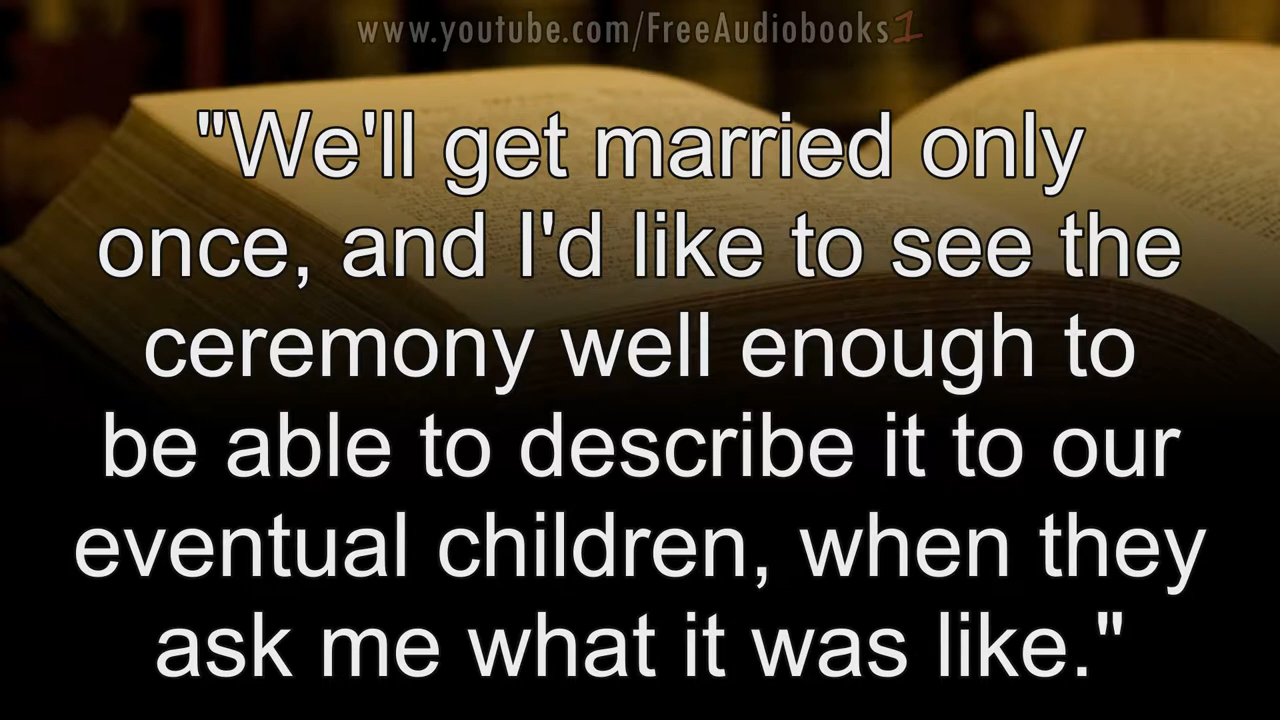 www.youtube.com/FreeAudiobooks1
"We'll get married only
once, and I'd like to see the
ceremony well enough to
be able to describe it to our
eventual children, when they
ask me what it was like."